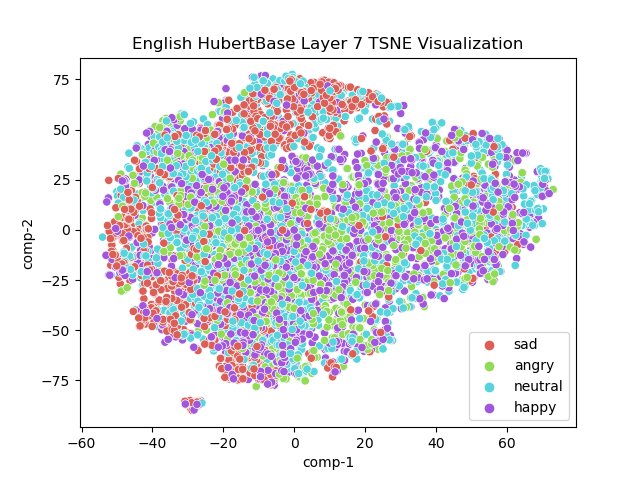 English HubertBase Layer 7 TSNE Visualization
comp-2
75
50
25
0
−25
−50
−75
sad
angry
neutral
happy
−60
−40
−20
0
20
40
60
comp-1